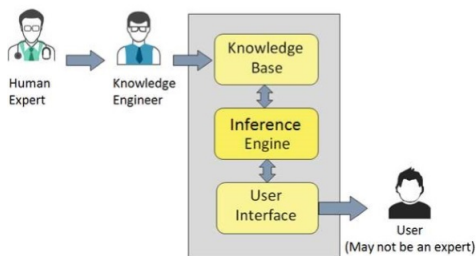 Human
Expert
Knowledge
Engineer
Knowledge
Base
Inference
Engine
User
Interface
User
(May not be an expert)